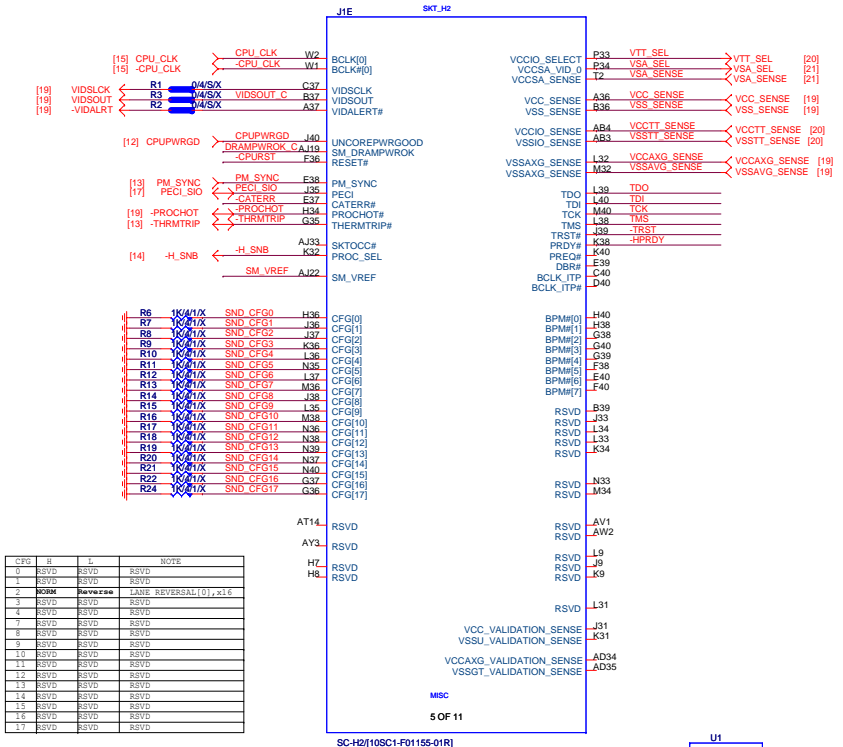 J1E
SKT_H2
[15] CPU_CLK CPU_CLK W2 BCLK[0]
[15] -CPU_CLK -CPU_CLK W1 BCLK#[0]
[19] VIDSLCK R1 0/4/S/X C37 VIDSCLK
[19] VIDSOUT R3 0/4/S/X VIDSOUT_C B37 VIDSOUT
[19] -VIDALRT R2 0/4/S/X A37 VIDALERT#
[12] CPUPWRGD CPUPWRGD J40 UNCOREPWRGOOD
DRAMPWROK_C AJ19 SM_DRAMPWROK
-CPURST F36 RESET#
[13] PM_SYNC PM_SYNC E38 PM_SYNC
[17] PECI_SIO PECI_SIO J35 PECI
-CATERR E37 CATERR#
[19] -PROCHOT -PROCHOT H34 PROCHOT#
[13] -THRMTRIP -THRMTRIP G35 THERMTRIP#
AJ33 SKTOCC#
[14] -H_SNB -H_SNB K32 PROC_SEL
SM_VREF AJ22 SM_VREF
R6 1K/4/1/X SND_CFG0 H36 CFG[0]
R7 1K/4/1/X SND_CFG1 J36 CFG[1]
R8 1K/4/1/X SND_CFG2 J37 CFG[2]
R9 1K/4/1/X SND_CFG3 K36 CFG[3]
R10 1K/4/1/X SND_CFG4 L36 CFG[4]
R11 1K/4/1/X SND_CFG5 N35 CFG[5]
R12 1K/4/1/X SND_CFG6 L37 CFG[6]
R13 1K/4/1/X SND_CFG7 M36 CFG[7]
R14 1K/4/1/X SND_CFG8 J38 CFG[8]
R15 1K/4/1/X SND_CFG9 L35 CFG[9]
R16 1K/4/1/X SND_CFG10 M38 CFG[10]
R17 1K/4/1/X SND_CFG11 N36 CFG[11]
R18 1K/4/1/X SND_CFG12 N38 CFG[12]
R19 1K/4/1/X SND_CFG13 N39 CFG[13]
R20 1K/4/1/X SND_CFG14 N37 CFG[14]
R21 1K/4/1/X SND_CFG15 N40 CFG[15]
R22 1K/4/1/X SND_CFG16 G37 CFG[16]
R24 1K/4/1/X SND_CFG17 G36 CFG[17]
AT14 RSVD
AY3 RSVD
H7 RSVD
H8 RSVD
VCCIO_SELECT P33 VTT_SEL VTT_SEL [20]
VCCSA_VID_0 P34 VSA_SEL VSA_SEL [21]
VCCSA_SENSE T2 VSA_SENSE VSA_SENSE [21]
VCC_SENSE A36 VCC_SENSE VCC_SENSE [19]
VSS_SENSE B36 VSS_SENSE VSS_SENSE [19]
VCCIO_SENSE AB4 VCCTT_SENSE VCCTT_SENSE [20]
VSSIO_SENSE AB3 VSSTT_SENSE VSSTT_SENSE [20]
VSSAXG_SENSE L32 VCCAXG_SENSE VCCAXG_SENSE [19]
VSSAXG_SENSE M32 VSSAVG_SENSE VSSAVG_SENSE [19]
TDO L39 TDO
TDI L40 TDI
TCK M40 TCK
TMS L38 TMS
TRST# J39 -TRST
PRDY# K38 -HPRDY
PREQ# K40
DBR# E39
BCLK_ITP C40
BCLK_ITP# D40
BPM#[0] H40
BPM#[1] H38
BPM#[2] G38
BPM#[3] G40
BPM#[4] G39
BPM#[5] F38
BPM#[6] E40
BPM#[7] F40
RSVD B39
RSVD J33
RSVD L34
RSVD L33
RSVD K34
RSVD N33
RSVD M34
RSVD AV1
RSVD AW2
RSVD L9
RSVD J9
RSVD K9
RSVD L31
VCC_VALIDATION_SENSE J31
VSSU_VALIDATION_SENSE K31
VCCAXG_VALIDATION_SENSE AD34
VSSGT_VALIDATION_SENSE AD35
MISC
5 OF 11
SC-H2/[10SC1-F01155-01R]
U1
CFG H L NOTE
0 RSVD RSVD RSVD
1 RSVD RSVD RSVD
2 NORM Reverse LANE REVERSAL[0],x16
3 RSVD RSVD RSVD
4 RSVD RSVD RSVD
7 RSVD RSVD RSVD
8 RSVD RSVD RSVD
9 RSVD RSVD RSVD
10 RSVD RSVD RSVD
11 RSVD RSVD RSVD
12 RSVD RSVD RSVD
13 RSVD RSVD RSVD
14 RSVD RSVD RSVD
15 RSVD RSVD RSVD
16 RSVD RSVD RSVD
17 RSVD RSVD RSVD